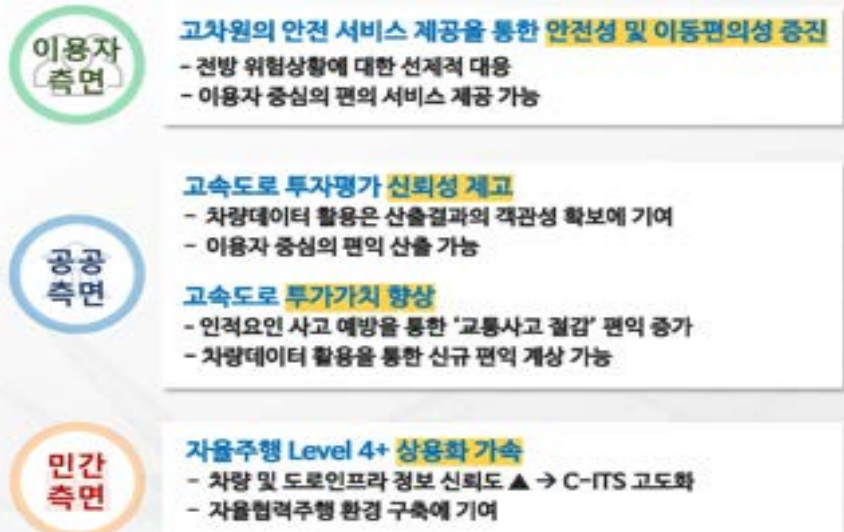 이용자
측면
고차원의 안전 서비스 제공을 통한 안전성 및 이동편의성 증진
- 전방 위험상황에 대한 선제적 대응
- 이용자 중심의 편의 서비스 제공 가능
공공
측면
고속도로 투자평가 신뢰성 제고
- 차량데이터 활용은 산출결과의 객관성 확보에 기여
- 이용자 중심의 편익 산출 가능
고속도로 투가가치 향상
- 인적요인 사고 예방을 통한 '교통사고 절감' 편익 증가
- 차량데이터 활용을 통한 신규 편익 계상 가능
민간
측면
자율주행 Level 4+ 상용화 가속
- 차량 및 도로인프라 정보 신뢰도 ▲ → C-ITS 고도화
- 자율협력주행 환경 구축에 기여